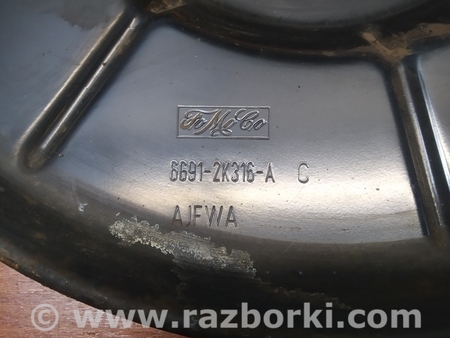 FoMoCo
6G91-2K316-A C
AJFWA
© www.razborki.com ®